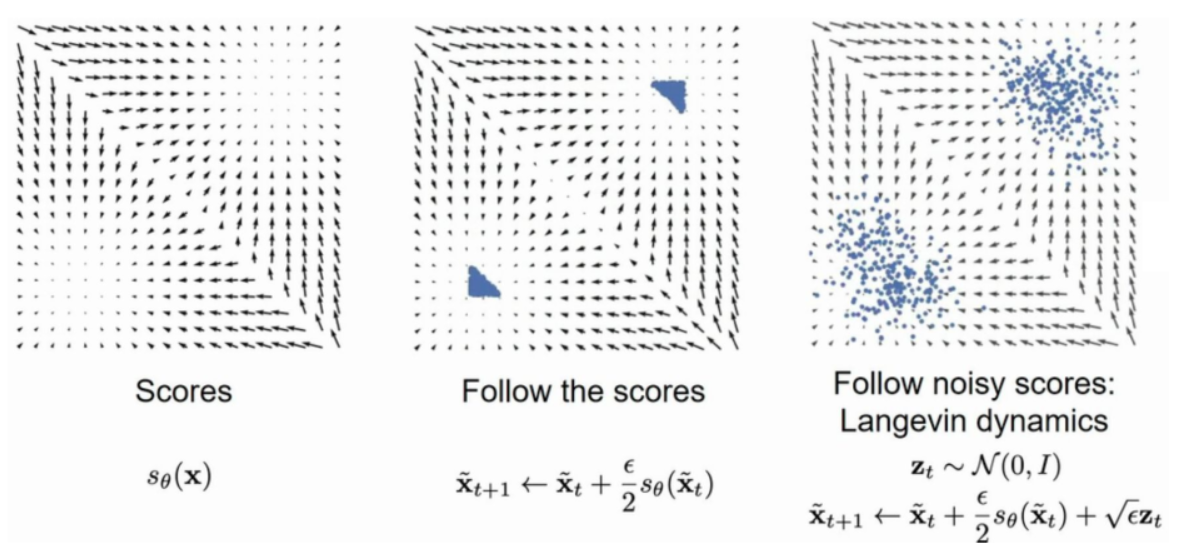 Scores
s_θ(𝐱)
Follow the scores
𝐱̃_{t+1} ← 𝐱̃_t + ϵ/2 s_θ(𝐱̃_t)
Follow noisy scores:
Langevin dynamics
𝐳_t ∼ 𝒩(0, I)
𝐱̃_{t+1} ← 𝐱̃_t + ϵ/2 s_θ(𝐱̃_t) + √ϵ𝐳_t